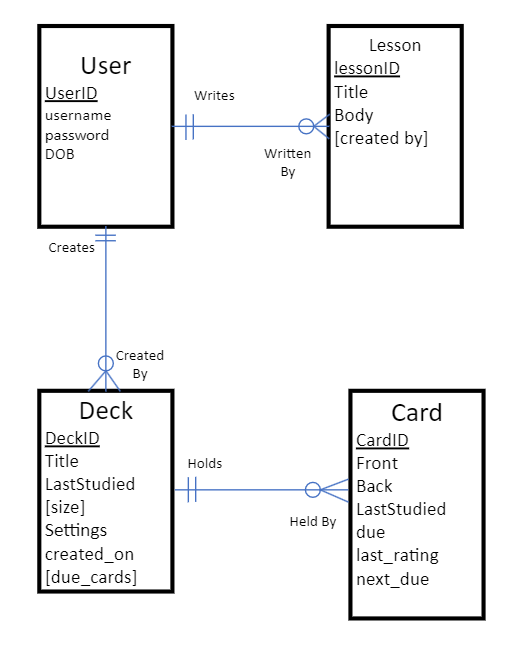 User
UserID
username
password
DOB
Writes
Written
By
Lesson
lessonID
Title
Body
[created by]
Creates
Created
By
Deck
DeckID
Title
LastStudied
[size]
Settings
created_on
[due_cards]
Holds
Held By
Card
CardID
Front
Back
LastStudied
due
last_rating
next_due